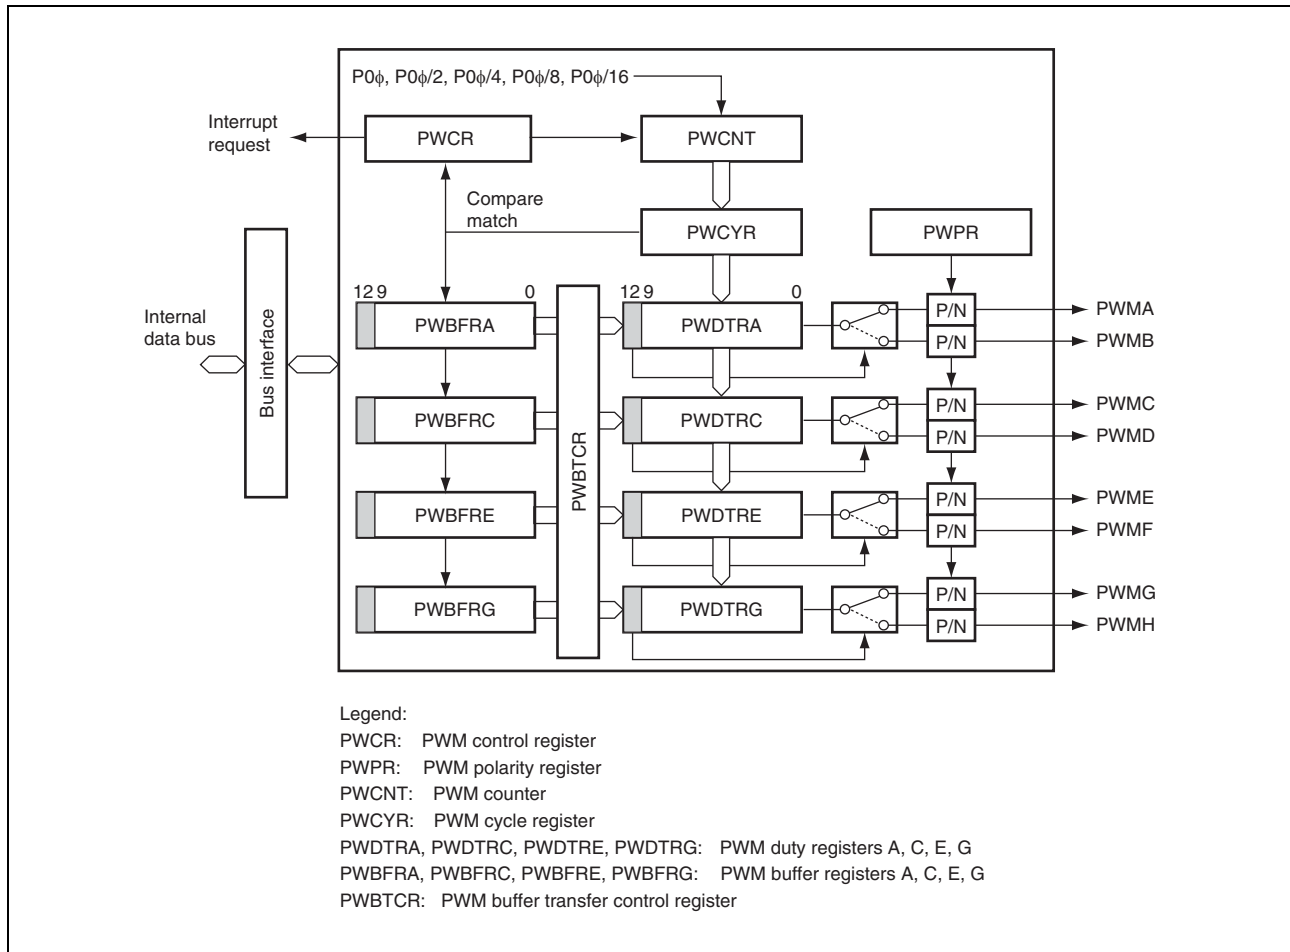 P0ϕ, P0ϕ/2, P0ϕ/4, P0ϕ/8, P0ϕ/16
Interrupt
request
PWCR
PWCNT
Compare
match
PWCYR
PWPR
Internal
data bus
Bus interface
12 9 0
PWBFRA
PWBTCR
12 9 0
PWDTRA
P/N
PWMA
P/N
PWMB
PWBFRC
PWDTRC
P/N
PWMC
P/N
PWMD
PWBFRE
PWDTRE
P/N
PWME
P/N
PWMF
PWBFRG
PWDTRG
P/N
PWMG
P/N
PWMH
Legend:
PWCR: PWM control register
PWPR: PWM polarity register
PWCNT: PWM counter
PWCYR: PWM cycle register
PWDTRA, PWDTRC, PWDTRE, PWDTRG: PWM duty registers A, C, E, G
PWBFRA, PWBFRC, PWBFRE, PWBFRG: PWM buffer registers A, C, E, G
PWBTCR: PWM buffer transfer control register